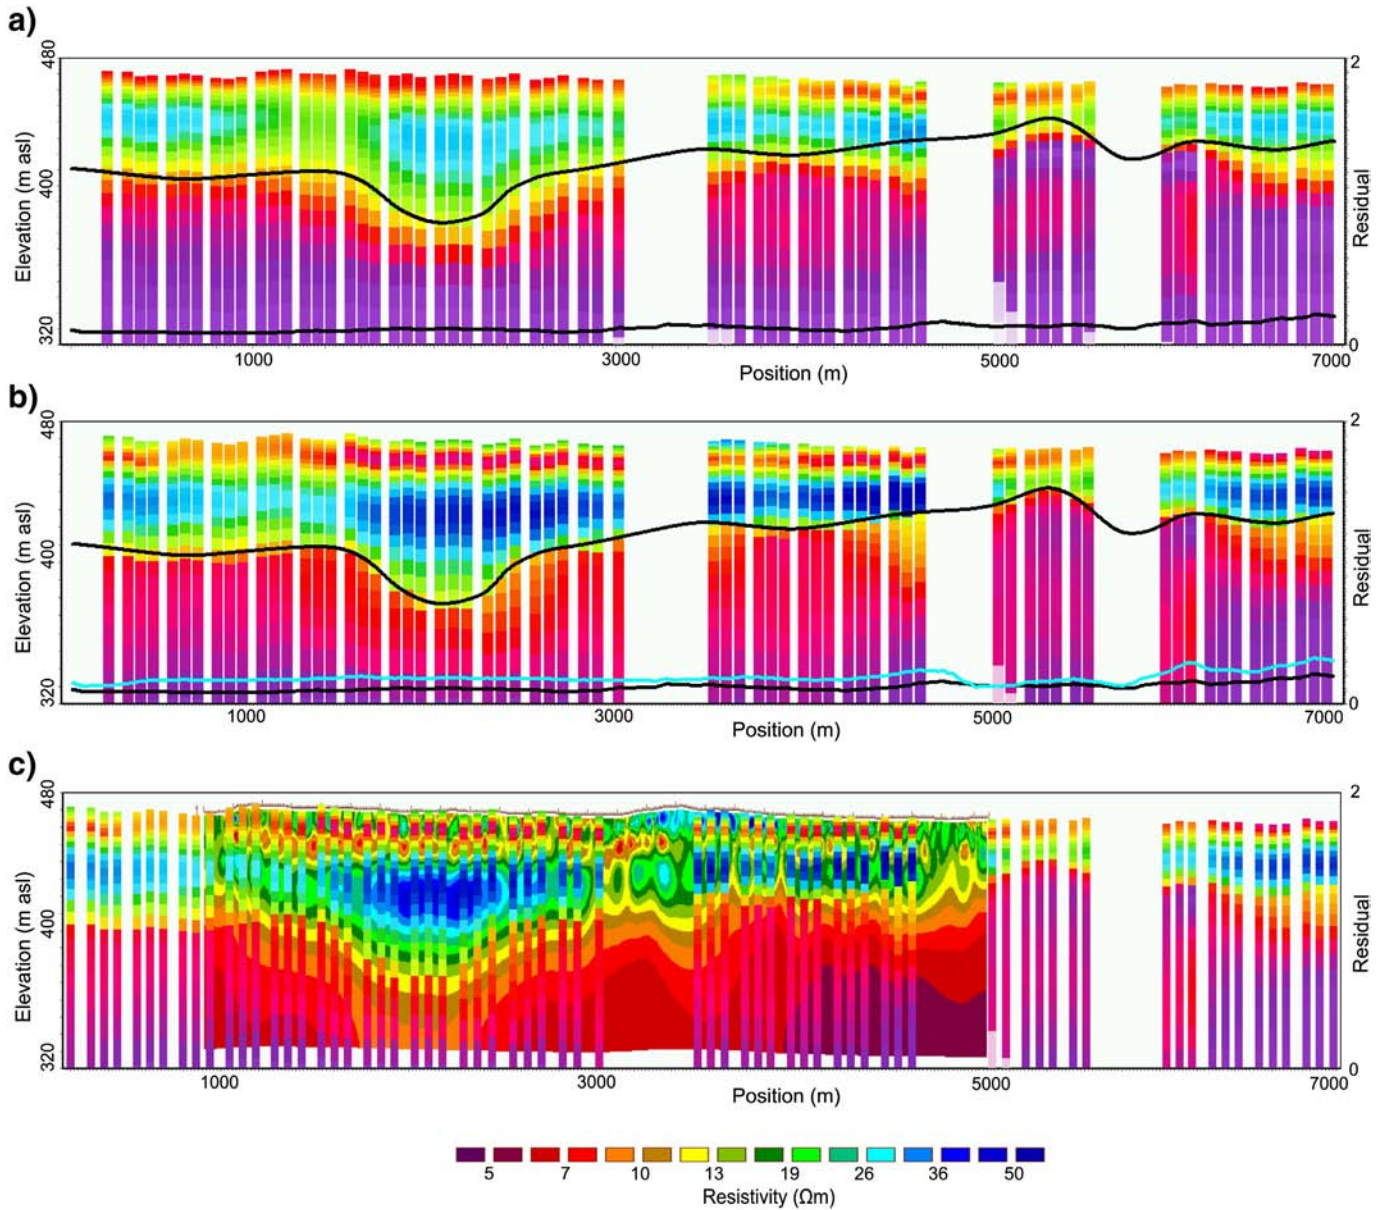 a)
480
400
320
Elevation (m asl)
2
0
Residual
1000
3000
5000
7000
Position (m)
b)
480
400
320
Elevation (m asl)
2
0
Residual
1000
3000
5000
7000
Position (m)
c)
480
400
320
Elevation (m asl)
2
0
Residual
1000
3000
5000
7000
Position (m)
5 7 10 13 19 26 36 50
Resistivity (Ωm)